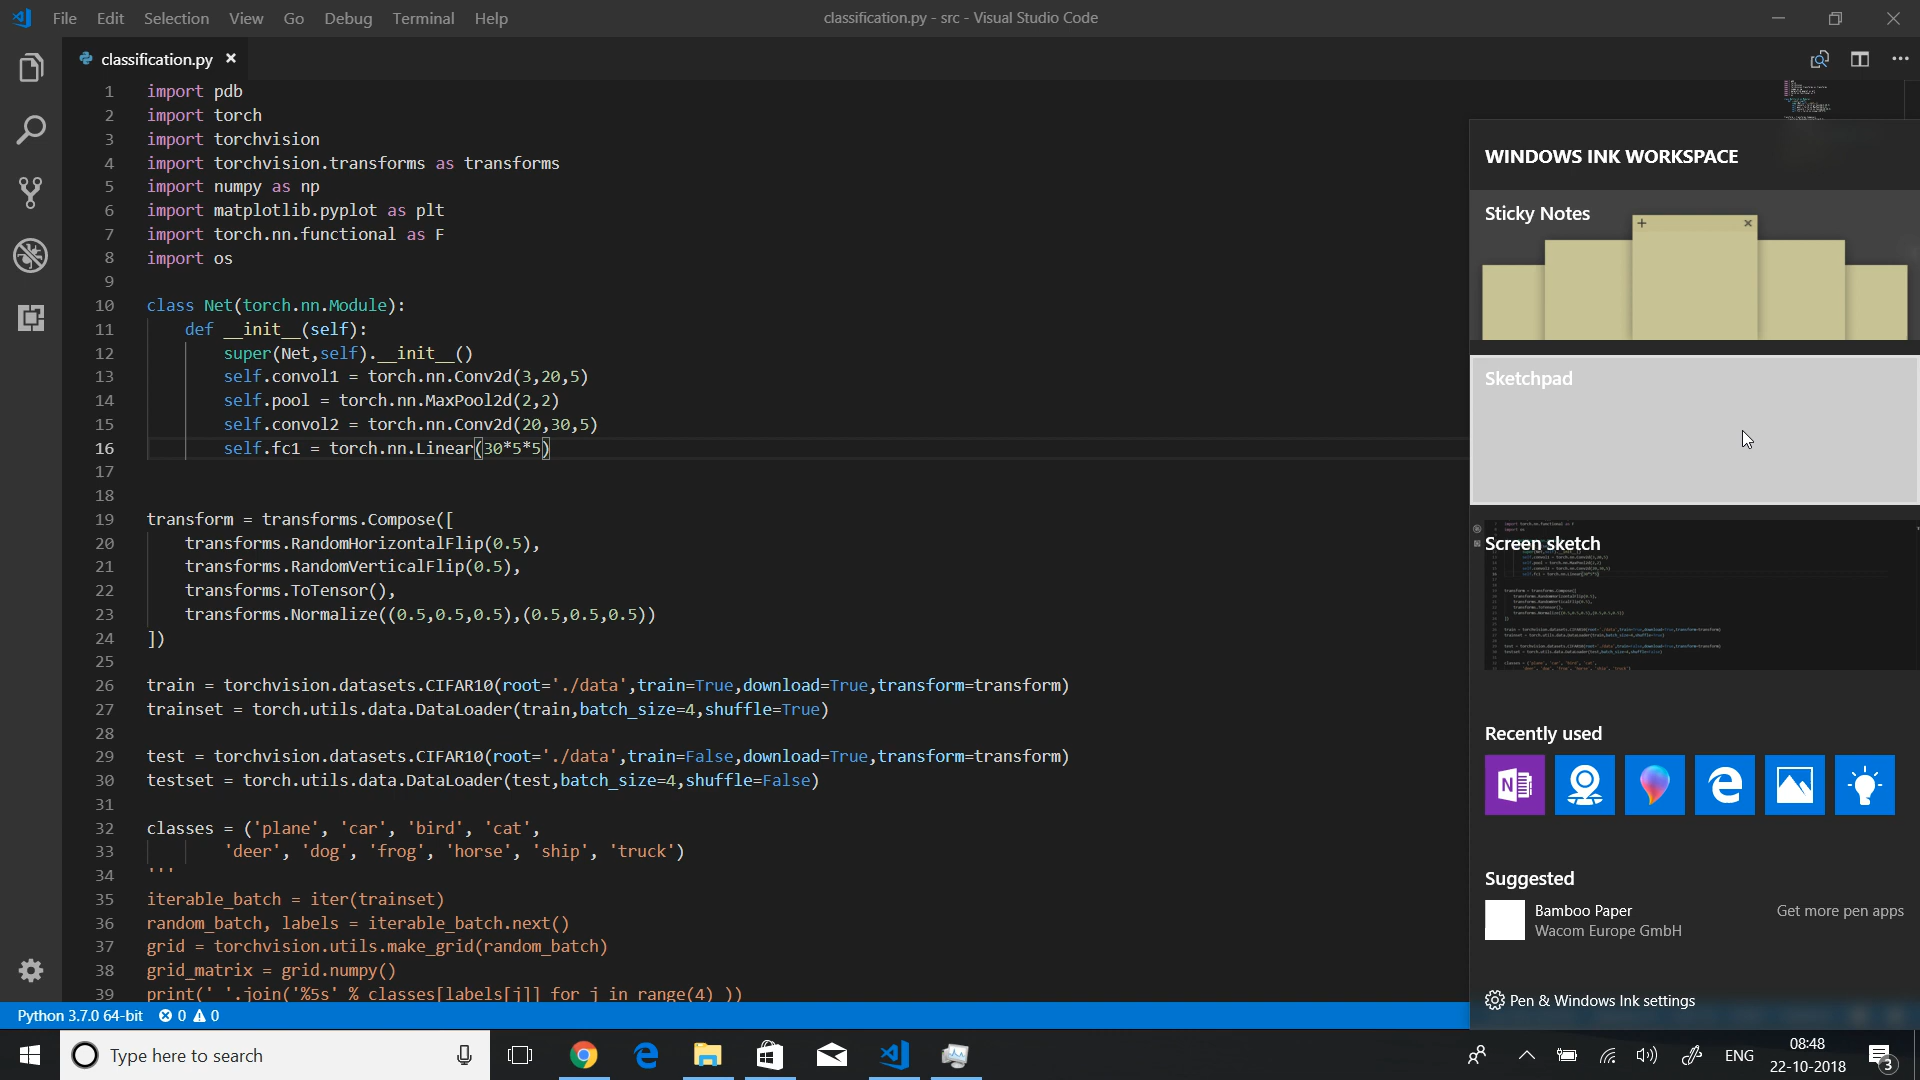 File Edit Selection View Go Debug Terminal Help
classification.py - src - Visual Studio Code
classification.py
1 import pdb
2 import torch
3 import torchvision
4 import torchvision.transforms as transforms
5 import numpy as np
6 import matplotlib.pyplot as plt
7 import torch.nn.functional as F
8 import os
9
10 class Net(torch.nn.Module):
11 def __init__(self):
12 super(Net,self).__init__()
13 self.convol1 = torch.nn.Conv2d(3,20,5)
14 self.pool = torch.nn.MaxPool2d(2,2)
15 self.convol2 = torch.nn.Conv2d(20,30,5)
16 self.fc1 = torch.nn.Linear(30*5*5)
17
18
19 transform = transforms.Compose([
20 transforms.RandomHorizontalFlip(0.5),
21 transforms.RandomVerticalFlip(0.5),
22 transforms.ToTensor(),
23 transforms.Normalize((0.5,0.5,0.5),(0.5,0.5,0.5))
24 ])
25
26 train = torchvision.datasets.CIFAR10(root='./data',train=True,download=True,transform=transform)
27 trainset = torch.utils.data.DataLoader(train,batch_size=4,shuffle=True)
28
29 test = torchvision.datasets.CIFAR10(root='./data',train=False,download=True,transform=transform)
30 testset = torch.utils.data.DataLoader(test,batch_size=4,shuffle=False)
31
32 classes = ('plane', 'car', 'bird', 'cat',
33 'deer', 'dog', 'frog', 'horse', 'ship', 'truck')
34 '''
35 iterable_batch = iter(trainset)
36 random_batch, labels = iterable_batch.next()
37 grid = torchvision.utils.make_grid(random_batch)
38 grid_matrix = grid.numpy()
39 print(' '.join('%5s' % classes[labels[j]] for j in range(4) ))
WINDOWS INK WORKSPACE
Sticky Notes
Sketchpad
Screen sketch
Recently used
Suggested
Bamboo Paper
Wacom Europe GmbH
Get more pen apps
Pen & Windows Ink settings
Python 3.7.0 64-bit 0 0
Type here to search
ENG
08:48
22-10-2018
3